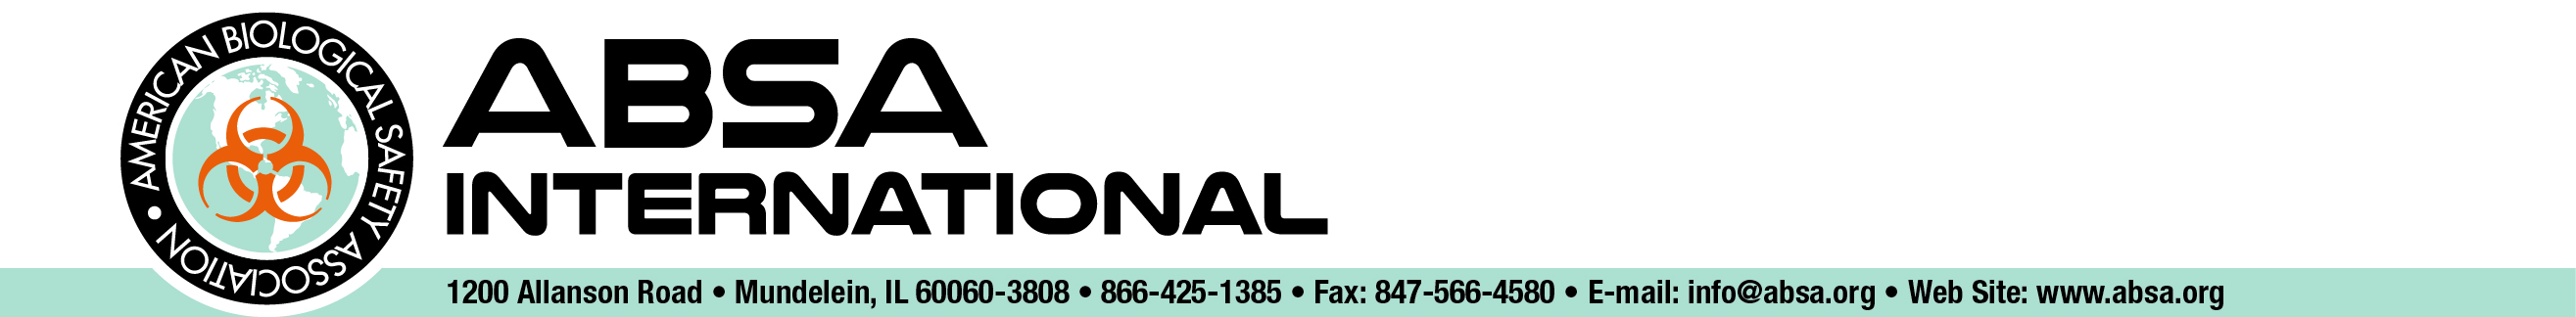 AMERICAN BIOLOGICAL SAFETY ASSOCIATION •
ABSA
INTERNATIONAL
1200 Allanson Road • Mundelein, IL 60060-3808 • 866-425-1385 • Fax: 847-566-4580 • E-mail: info@absa.org • Web Site: www.absa.org